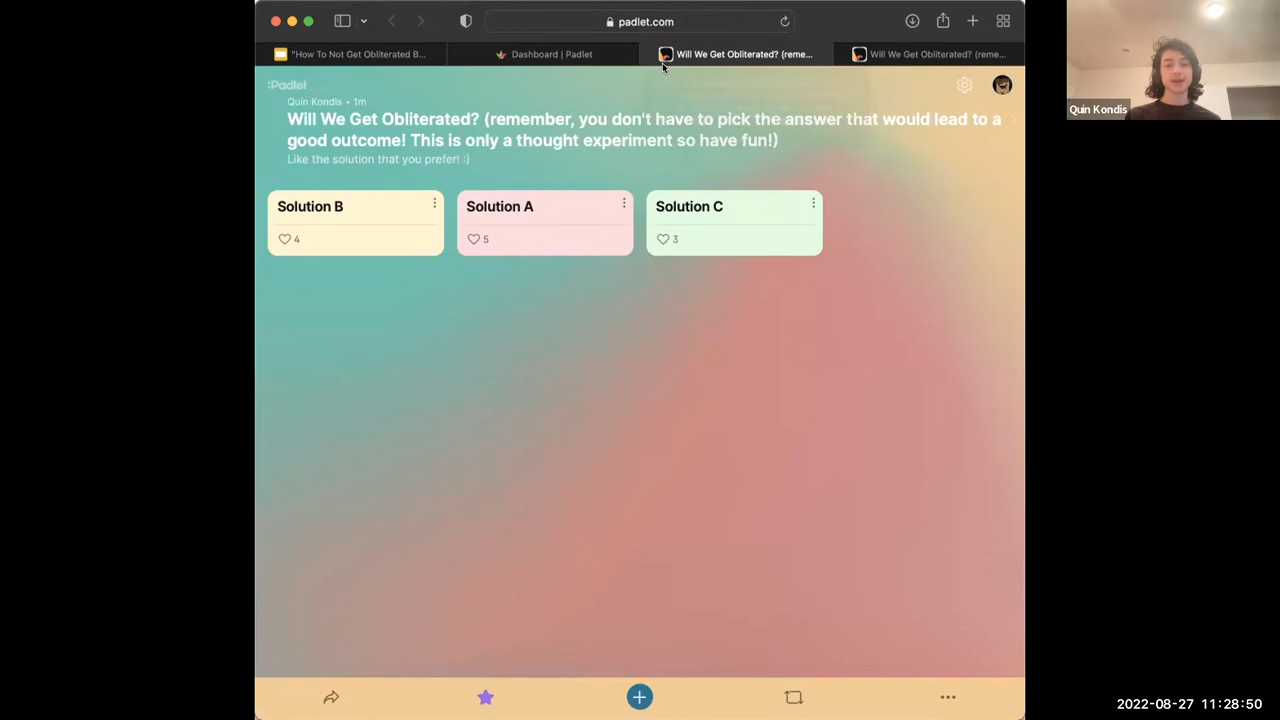 padlet.com
"How To Not Get Obliterated B...
Dashboard | Padlet
Will We Get Obliterated? (reme...
Will We Get Obliterated? (reme...
:Padlet
Quin Kondis • 1m
Will We Get Obliterated? (remember, you don't have to pick the answer that would lead to a
good outcome! This is only a thought experiment so have fun!)
Like the solution that you prefer! :)
Solution B
4
Solution A
5
Solution C
3
Quin Kondis
2022-08-27 11:28:50